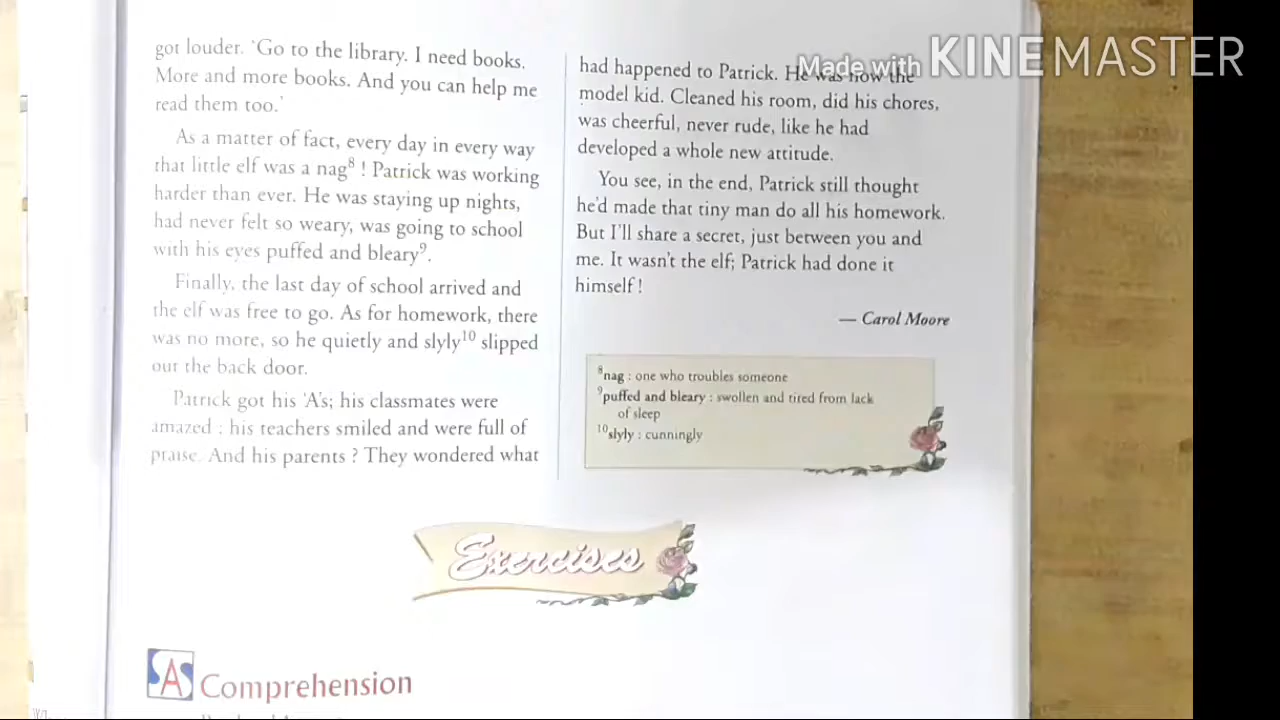 got louder. 'Go to the library. I need books.
More and more books. And you can help me
read them too.'
As a matter of fact, every day in every way
that little elf was a nag⁸ ! Patrick was working
harder than ever. He was staying up nights,
had never felt so weary, was going to school
with his eyes puffed and bleary⁹.
Finally, the last day of school arrived and
the elf was free to go. As for homework, there
was no more, so he quietly and slyly¹⁰ slipped
out the back door.
Patrick got his 'A's; his classmates were
amazed : his teachers smiled and were full of
praise. And his parents ? They wondered what
had happened to Patrick. He was now the
model kid. Cleaned his room, did his chores,
was cheerful, never rude, like he had
developed a whole new attitude.
You see, in the end, Patrick still thought
he'd made that tiny man do all his homework.
But I'll share a secret, just between you and
me. It wasn't the elf; Patrick had done it
himself !
— Carol Moore
⁸nag : one who troubles someone
⁹puffed and bleary : swollen and tired from lack
of sleep
¹⁰slyly : cunningly
Exercises
SA Comprehension
Made with KINEMASTER